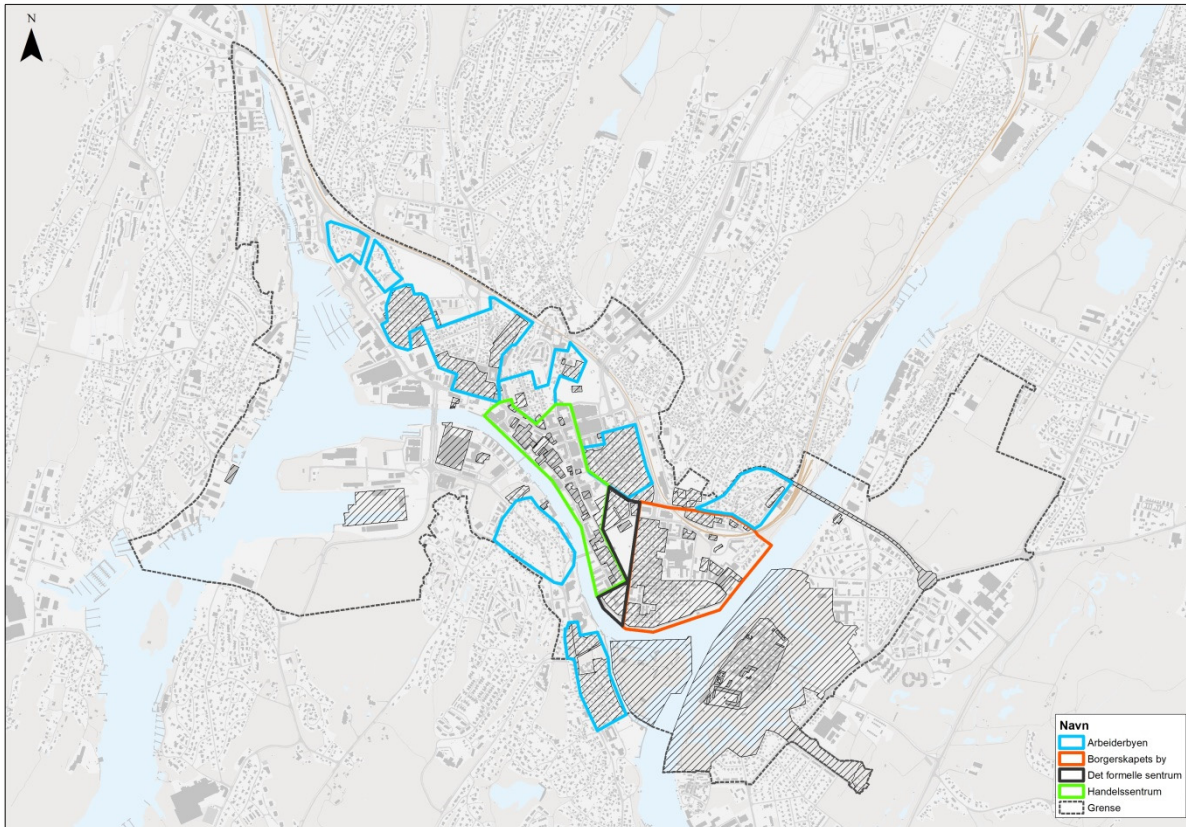 N
Navn
Arbeiderbyen
Borgerskapets by
Det formelle sentrum
Handelssentrum
Grense